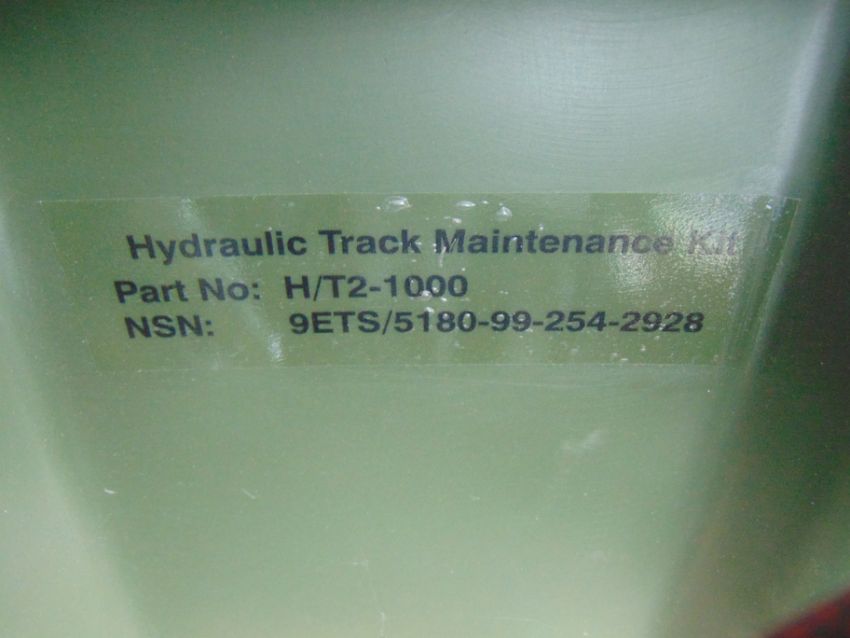 Hydraulic Track Maintenance Kit
Part No: H/T2-1000
NSN: 9ETS/5180-99-254-2928